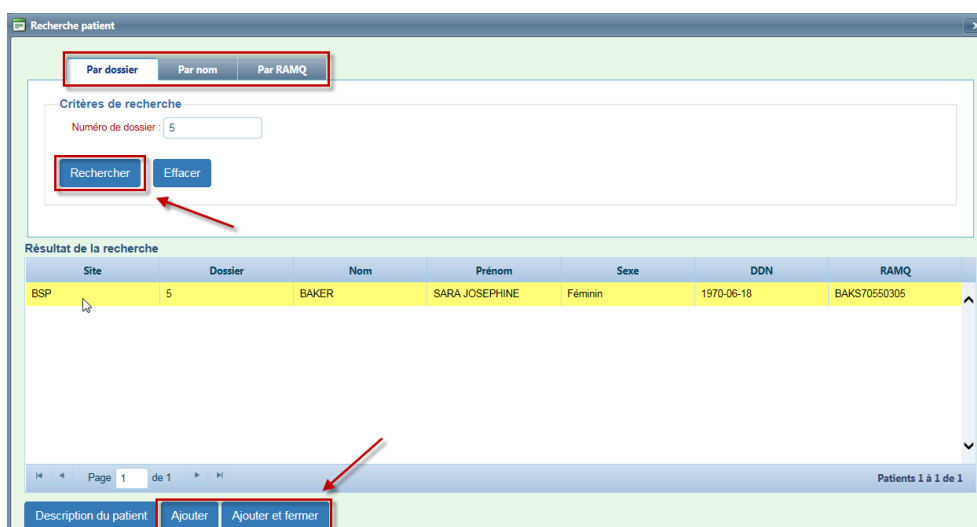 Recherche patient
Par dossier Par nom Par RAMQ
Critères de recherche
Numéro de dossier : 5
Rechercher Effacer
Résultat de la recherche
Site Dossier Nom Prénom Sexe DDN RAMQ
BSP 5 BAKER SARA JOSEPHINE Féminin 1970-06-18 BAKS70550305
Page 1 de 1 Patients 1 à 1 de 1
Description du patient Ajouter Ajouter et fermer